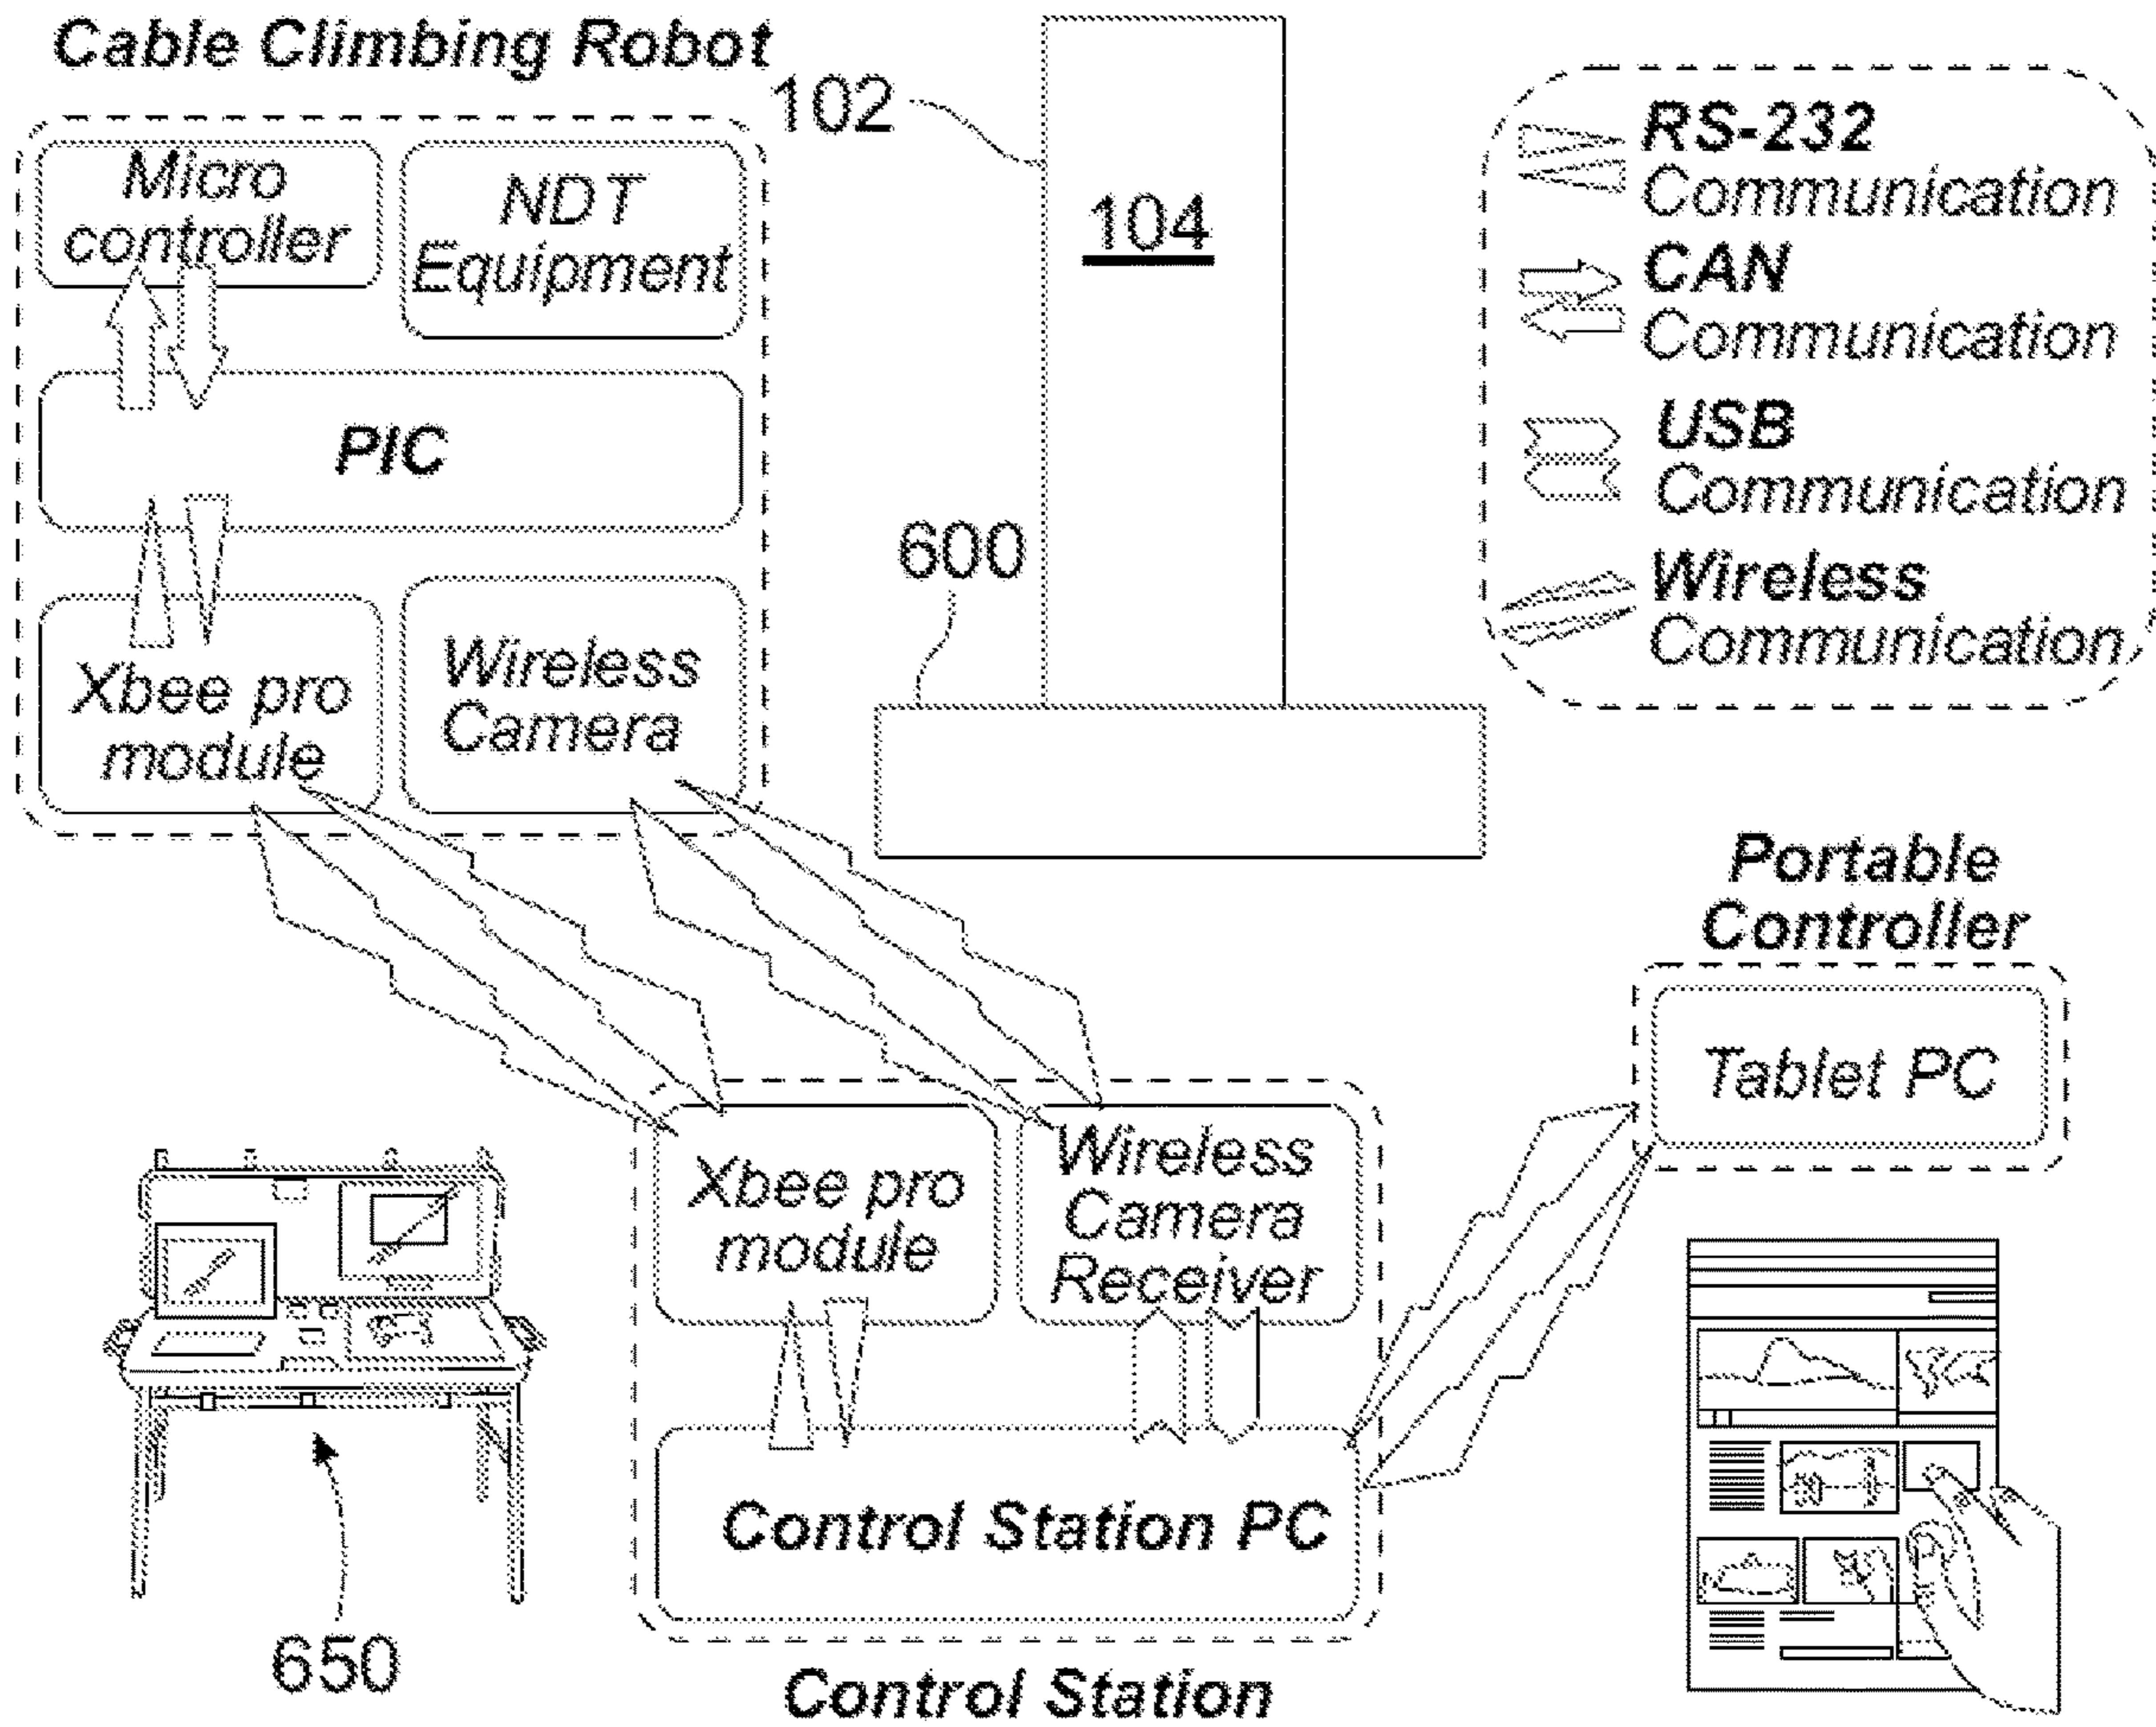 Cable Climbing Robot
102
Micro
controller
NDT
Equipment
104
PIC
600
Xbee pro
module
Wireless
Camera
RS-232
Communication
CAN
Communication
USB
Communication
Wireless
Communication
Portable
Controller
Tablet PC
Xbee pro
module
Wireless
Camera
Receiver
Control Station PC
650
Control Station